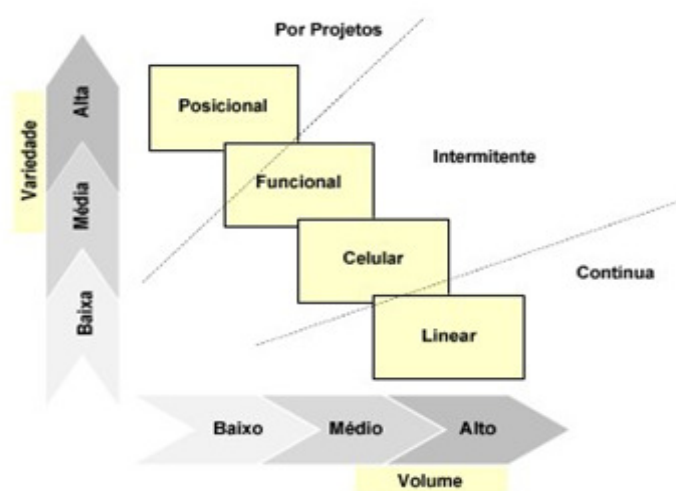 Por Projetos
Posicional
Intermitente
Funcional
Celular
Contínua
Linear
Variedade
Alta
Média
Baixa
Baixo
Médio
Alto
Volume